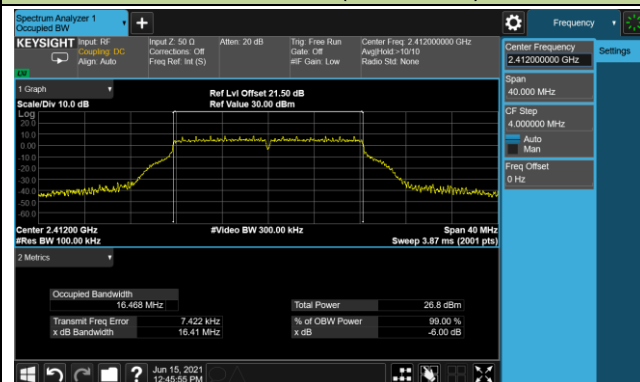 Spectrum Analyzer 1
Occupied BW
Frequency
KEYSIGHT
Input: RF
Coupling: DC
Align: Auto
Input Z: 50 Ω
Corrections: Off
Freq Ref: Int (S)
Atten: 20 dB
Trig: Free Run
Gate: Off
#IF Gain: Low
Center Freq: 2.412000000 GHz
Avg|Hold:>10/10
Radio Std: None
Center Frequency
2.412000000 GHz
Settings
Span
40.000 MHz
CF Step
4.000000 MHz
Auto
Man
Freq Offset
0 Hz
1 Graph
Scale/Div 10.0 dB
Ref Lvl Offset 21.50 dB
Ref Value 30.00 dBm
Log
20.0
10.0
0.00
-10.0
-20.0
-30.0
-40.0
-50.0
-60.0
Center 2.41200 GHz
#Res BW 100.00 kHz
#Video BW 300.00 kHz
Span 40 MHz
Sweep 3.87 ms (2001 pts)
2 Metrics
Occupied Bandwidth
16.468 MHz
Total Power 26.8 dBm
Transmit Freq Error 7.422 kHz
% of OBW Power 99.00 %
x dB Bandwidth 16.41 MHz
x dB -6.00 dB
?
Jun 15, 2021
12:45:55 PM